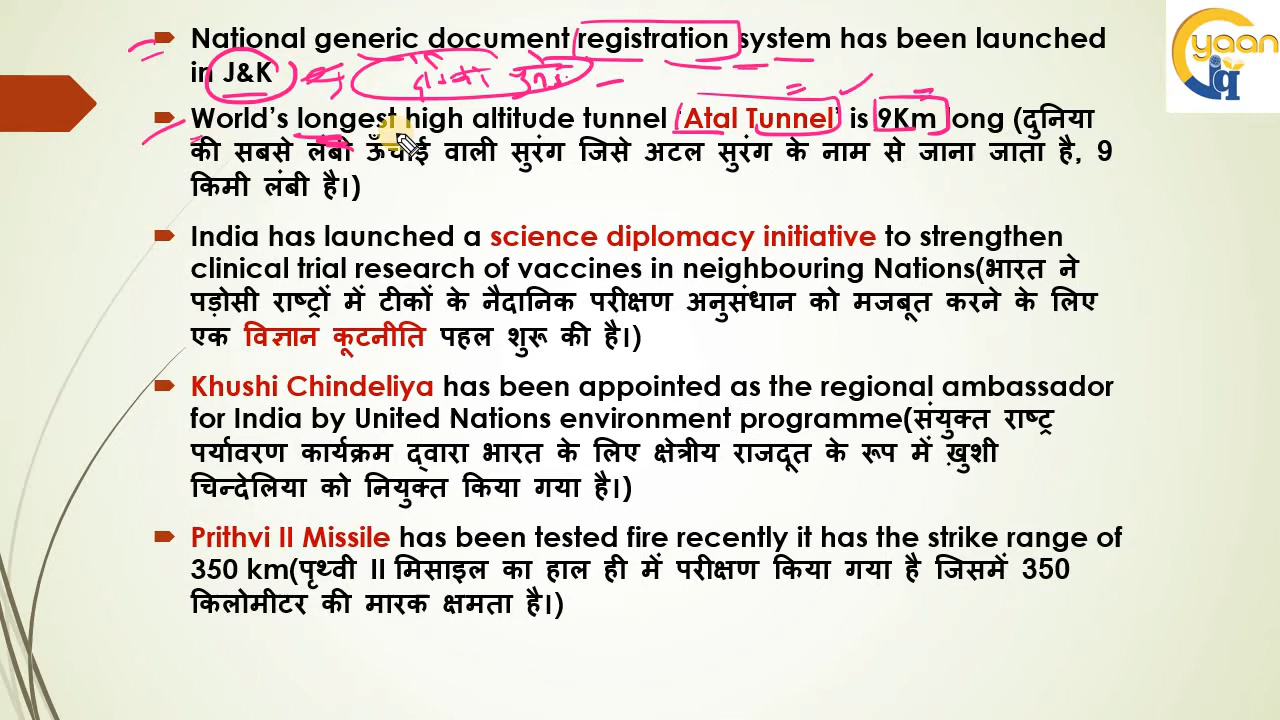 National generic document registration system has been launched
in J&K
World's longest high altitude tunnel 'Atal Tunnel' is 9Km long (दुनिया
की सबसे लंबी ऊँचाई वाली सुरंग जिसे अटल सुरंग के नाम से जाना जाता है, 9
किमी लंबी है।)
India has launched a science diplomacy initiative to strengthen
clinical trial research of vaccines in neighbouring Nations(भारत ने
पड़ोसी राष्ट्रों में टीकों के नैदानिक परीक्षण अनुसंधान को मजबूत करने के लिए
एक विज्ञान कूटनीति पहल शुरू की है।)
Khushi Chindeliya has been appointed as the regional ambassador
for India by United Nations environment programme(संयुक्त राष्ट्र
पर्यावरण कार्यक्रम द्वारा भारत के लिए क्षेत्रीय राजदूत के रूप में ख़ुशी
चिन्देलिया को नियुक्त किया गया है।)
Prithvi II Missile has been tested fire recently it has the strike range of
350 km(पृथ्वी II मिसाइल का हाल ही में परीक्षण किया गया है जिसमें 350
किलोमीटर की मारक क्षमता है।)
yaan
iq